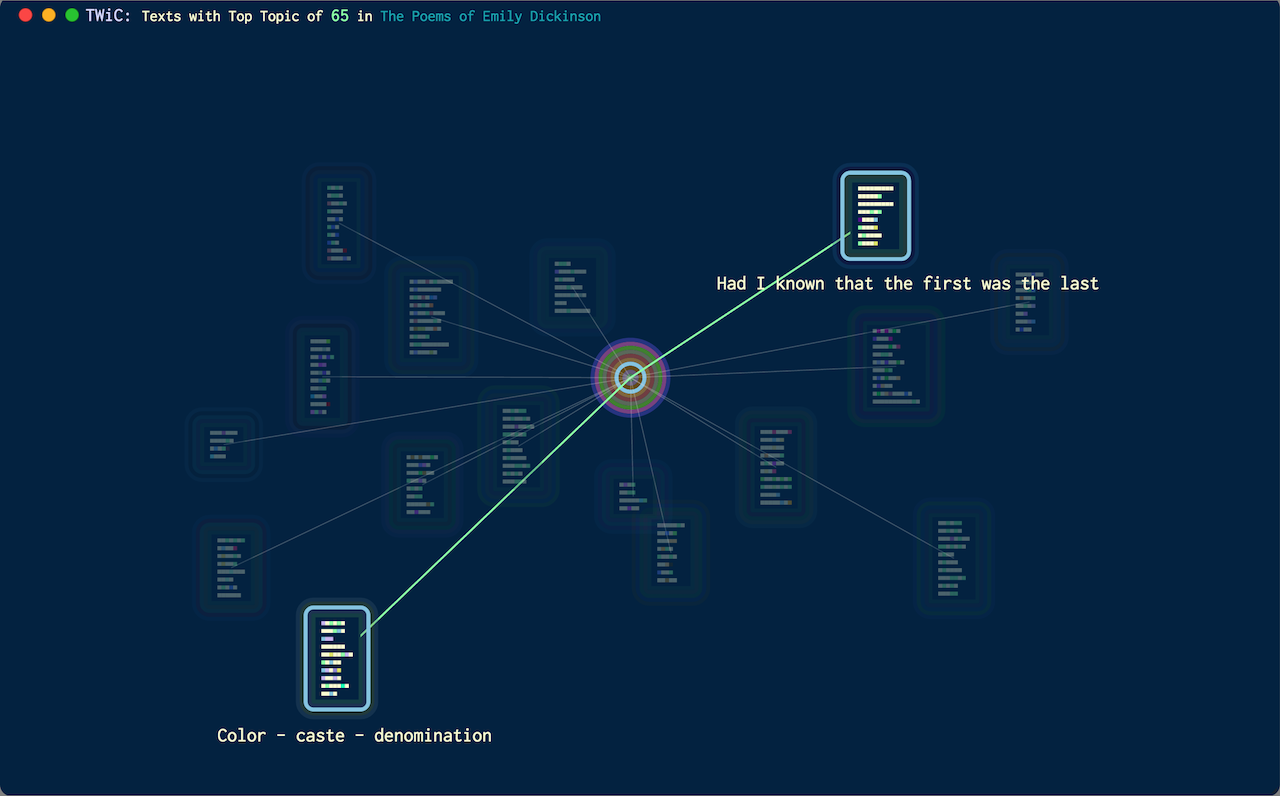 TWiC: Texts with Top Topic of 65 in The Poems of Emily Dickinson
Had I known that the first was the last
Color - caste - denomination